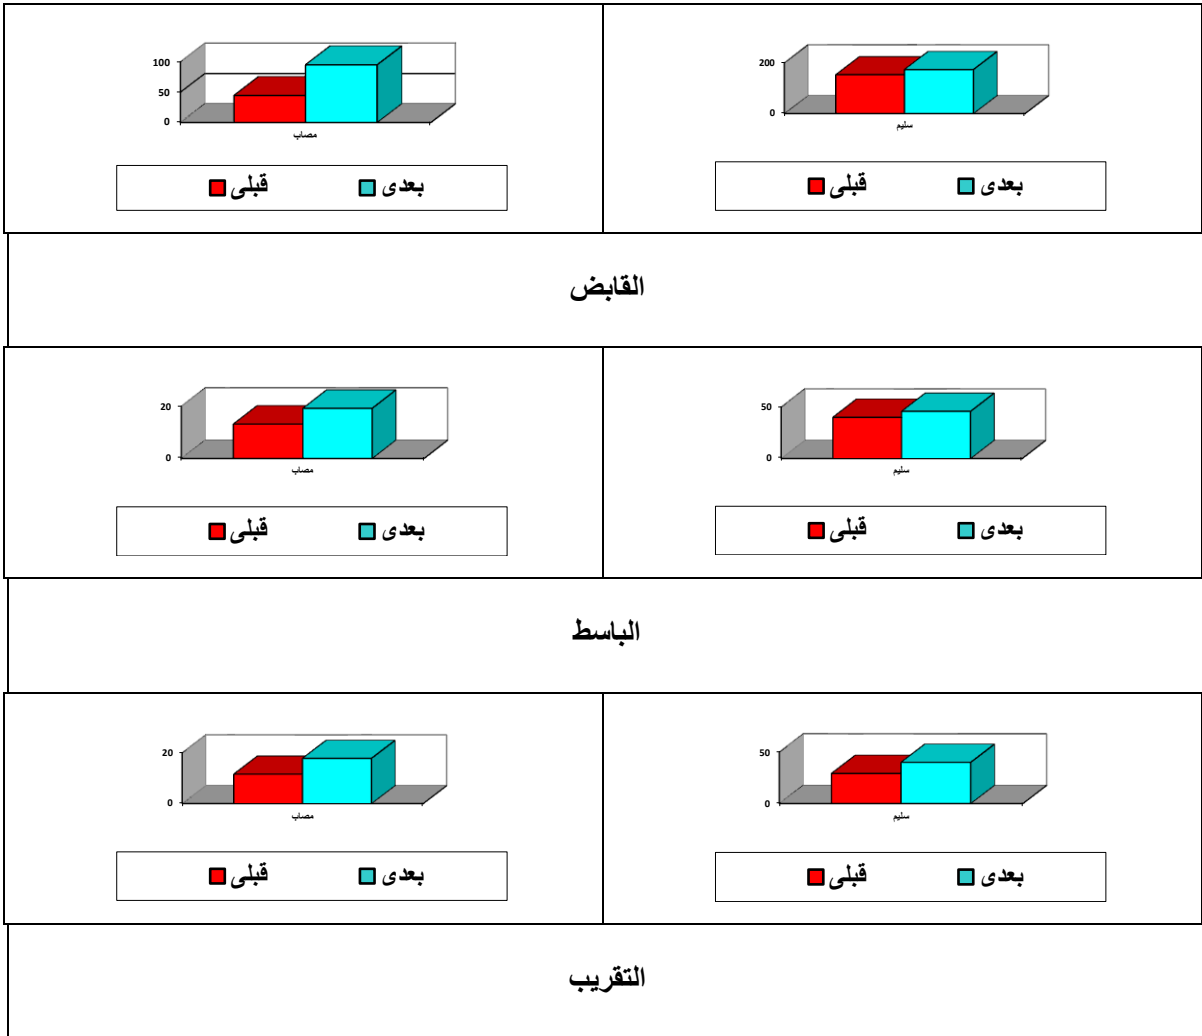 100
50
0
مصاب
قبلى بعدى
200
0
سليم
قبلى بعدى
القابض
20
0
مصاب
قبلى بعدى
50
0
سليم
قبلى بعدى
الباسط
20
0
مصاب
قبلى بعدى
50
0
سليم
قبلى بعدى
التقريب